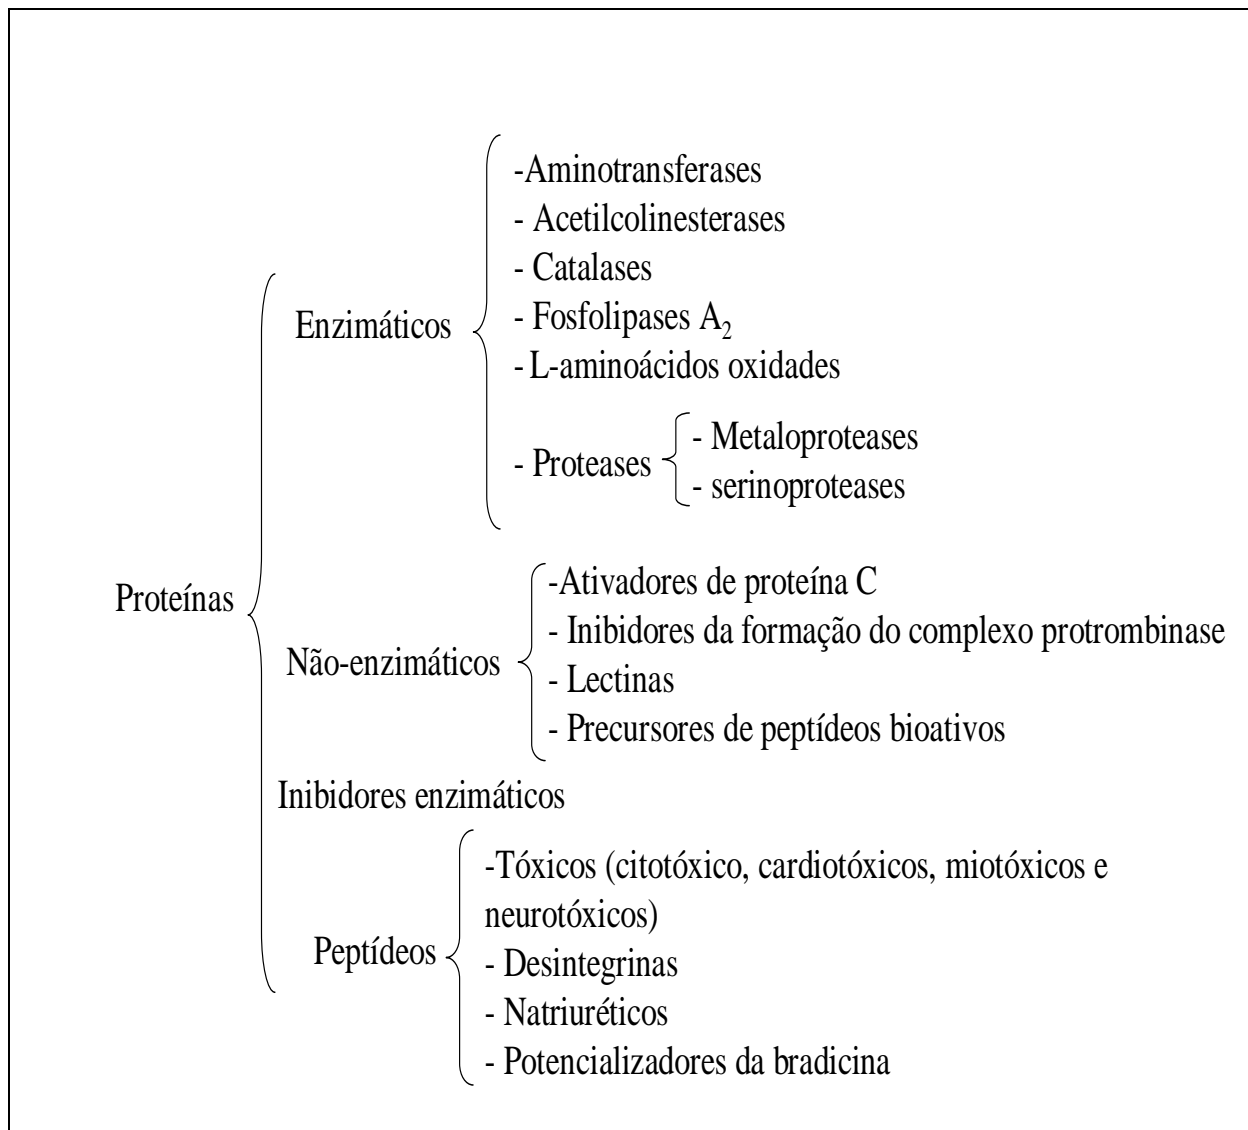 Proteínas
Enzimáticos
-Aminotransferases
- Acetilcolinesterases
- Catalases
- Fosfolipases A₂
- L-aminoácidos oxidades
- Proteases
- Metaloproteases
- serinoproteases
Não-enzimáticos
-Ativadores de proteína C
- Inibidores da formação do complexo protrombinase
- Lectinas
- Precursores de peptídeos bioativos
Inibidores enzimáticos
Peptídeos
-Tóxicos (citotóxico, cardiotóxicos, miotóxicos e
neurotóxicos)
- Desintegrinas
- Natriuréticos
- Potencializadores da bradicina